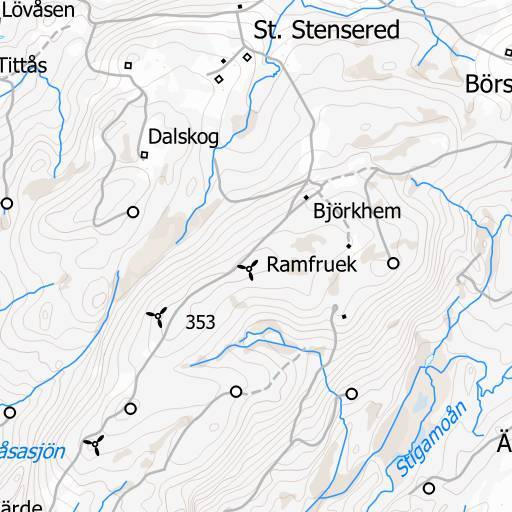 Lövåsen
St. Stensered
Tittås
Börs
Dalskog
Björkhem
Ramfruek
353
Stigamoån
Ä
åsasjön
ärde